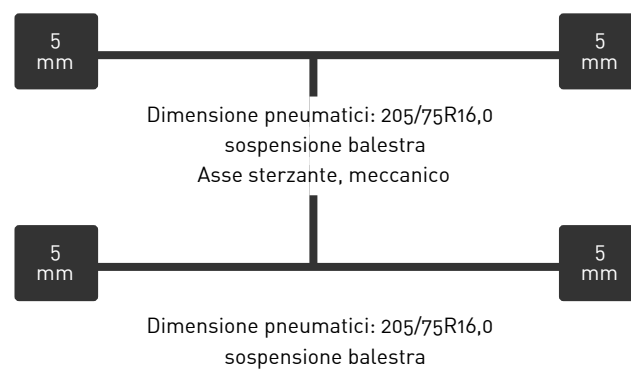 5
mm
5
mm
Dimensione pneumatici: 205/75R16,0
sospensione balestra
Asse sterzante, meccanico
5
mm
5
mm
Dimensione pneumatici: 205/75R16,0
sospensione balestra